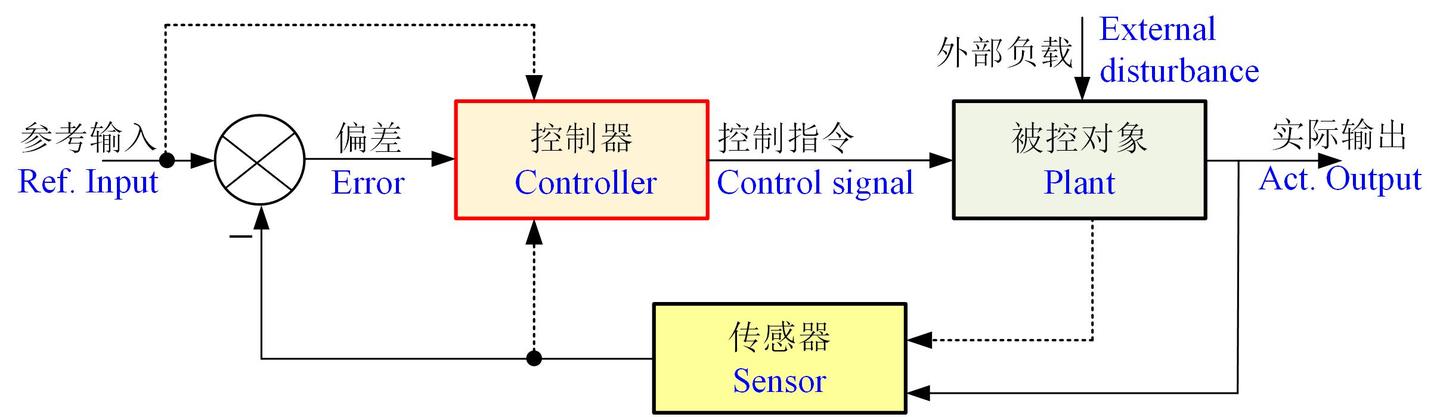 外部负载
External
disturbance
参考输入
Ref. Input
偏差
Error
控制器
Controller
控制指令
Control signal
被控对象
Plant
实际输出
Act. Output
−
传感器
Sensor